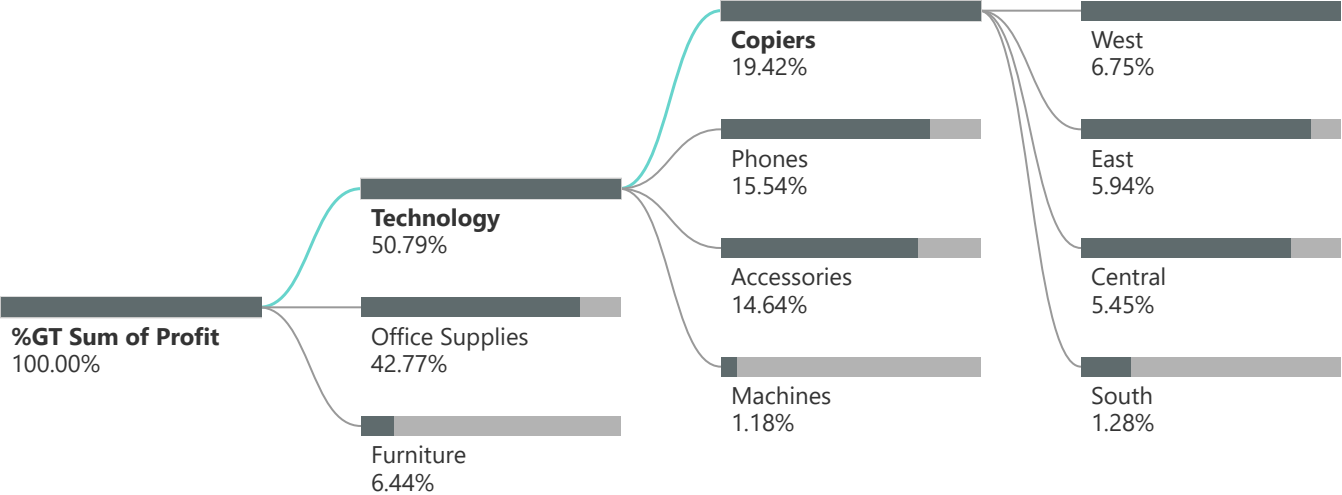 %GT Sum of Profit
100.00%
Technology
50.79%
Office Supplies
42.77%
Furniture
6.44%
Copiers
19.42%
Phones
15.54%
Accessories
14.64%
Machines
1.18%
West
6.75%
East
5.94%
Central
5.45%
South
1.28%